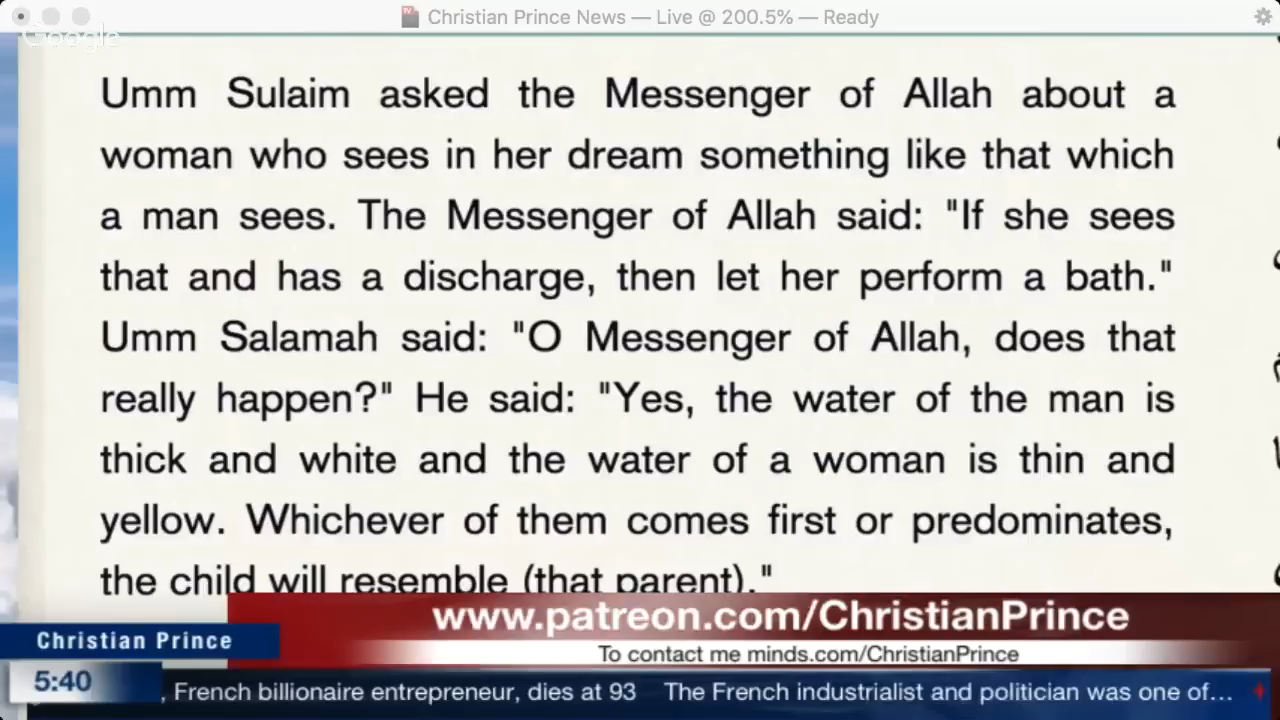 Christian Prince News — Live @ 200.5% — Ready
Google
Umm Sulaim asked the Messenger of Allah about a
woman who sees in her dream something like that which
a man sees. The Messenger of Allah said: "If she sees
that and has a discharge, then let her perform a bath."
Umm Salamah said: "O Messenger of Allah, does that
really happen?" He said: "Yes, the water of the man is
thick and white and the water of a woman is thin and
yellow. Whichever of them comes first or predominates,
the child will resemble (that parent)."
www.patreon.com/ChristianPrince
Christian Prince
To contact me minds.com/ChristianPrince
5:40
, French billionaire entrepreneur, dies at 93 The French industrialist and politician was one of...